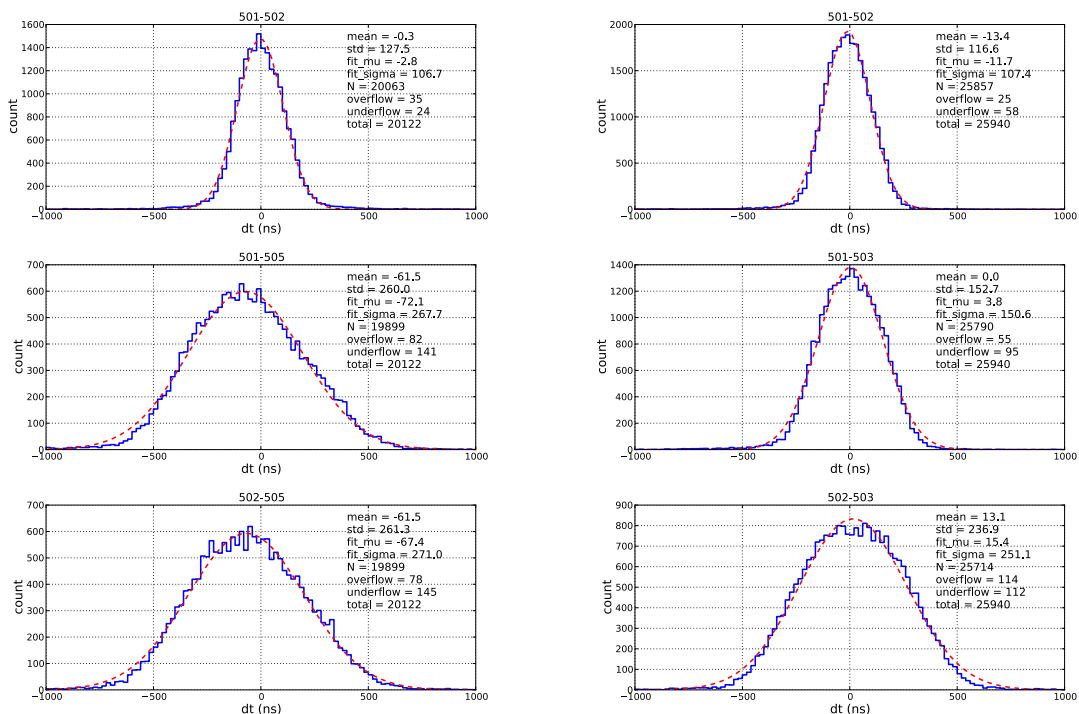 501-502
mean = -0.3
std = 127.5
fit_mu = -2.8
fit_sigma = 106.7
N = 20063
overflow = 35
underflow = 24
total = 20122
1600
1400
1200
1000
800
600
400
200
0
count
−1000 −500 0 500 1000
dt (ns)
501-502
mean = -13.4
std = 116.6
fit_mu = -11.7
fit_sigma = 107.4
N = 25857
overflow = 25
underflow = 58
total = 25940
2000
1500
1000
500
0
count
−1000 −500 0 500 1000
dt (ns)
501-505
mean = -61.5
std = 260.0
fit_mu = -72.1
fit_sigma = 267.7
N = 19899
overflow = 82
underflow = 141
total = 20122
700
600
500
400
300
200
100
0
count
−1000 −500 0 500 1000
dt (ns)
501-503
mean = 0.0
std = 152.7
fit_mu = 3.8
fit_sigma = 150.6
N = 25790
overflow = 55
underflow = 95
total = 25940
1400
1200
1000
800
600
400
200
0
count
−1000 −500 0 500 1000
dt (ns)
502-505
mean = -61.5
std = 261.3
fit_mu = -67.4
fit_sigma = 271.0
N = 19899
overflow = 78
underflow = 145
total = 20122
700
600
500
400
300
200
100
0
count
−1000 −500 0 500 1000
dt (ns)
502-503
mean = 13.1
std = 236.9
fit_mu = 15.4
fit_sigma = 251.1
N = 25714
overflow = 114
underflow = 112
total = 25940
900
800
700
600
500
400
300
200
100
0
count
−1000 −500 0 500 1000
dt (ns)